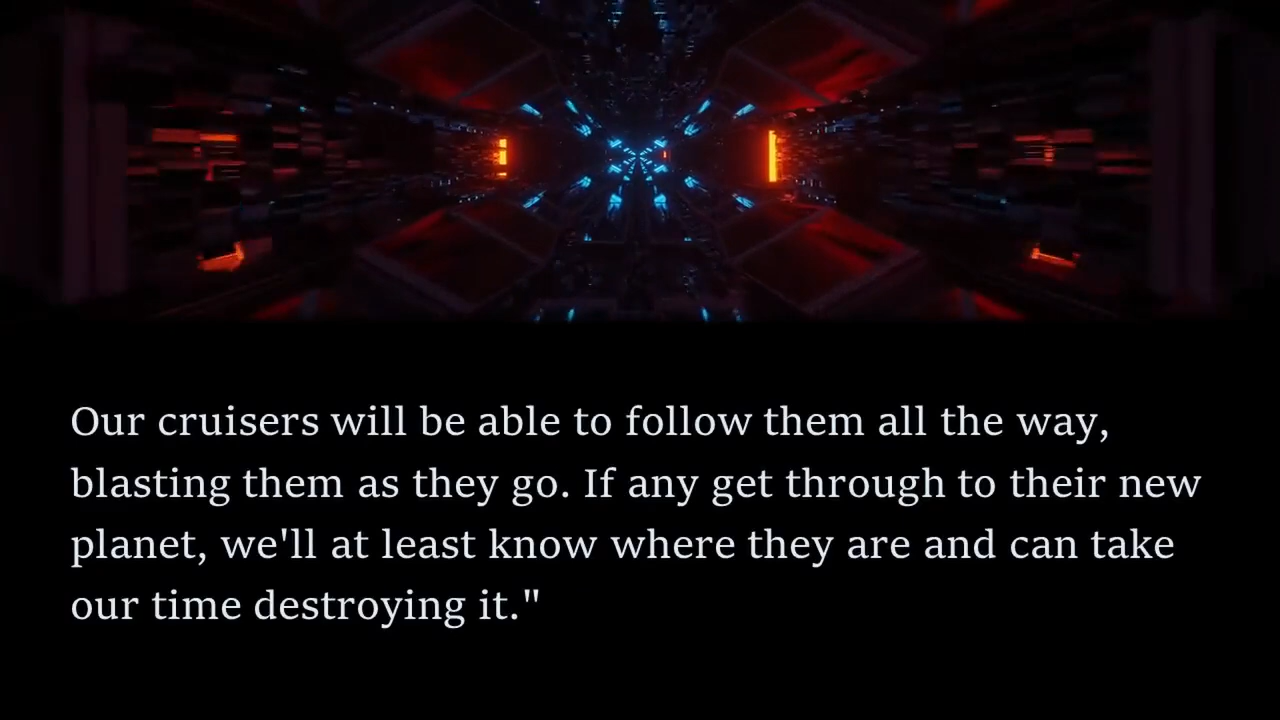 Our cruisers will be able to follow them all the way,
blasting them as they go. If any get through to their new
planet, we'll at least know where they are and can take
our time destroying it."